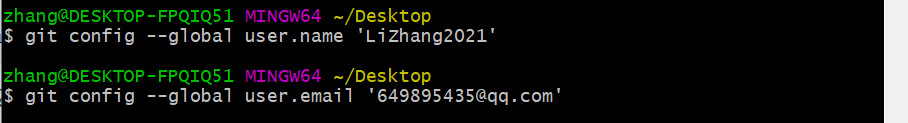 zhang@DESKTOP-FPQIQ51 MINGW64 ~/Desktop
$ git config --global user.name 'LiZhang2021'
zhang@DESKTOP-FPQIQ51 MINGW64 ~/Desktop
$ git config --global user.email '649895435@qq.com'